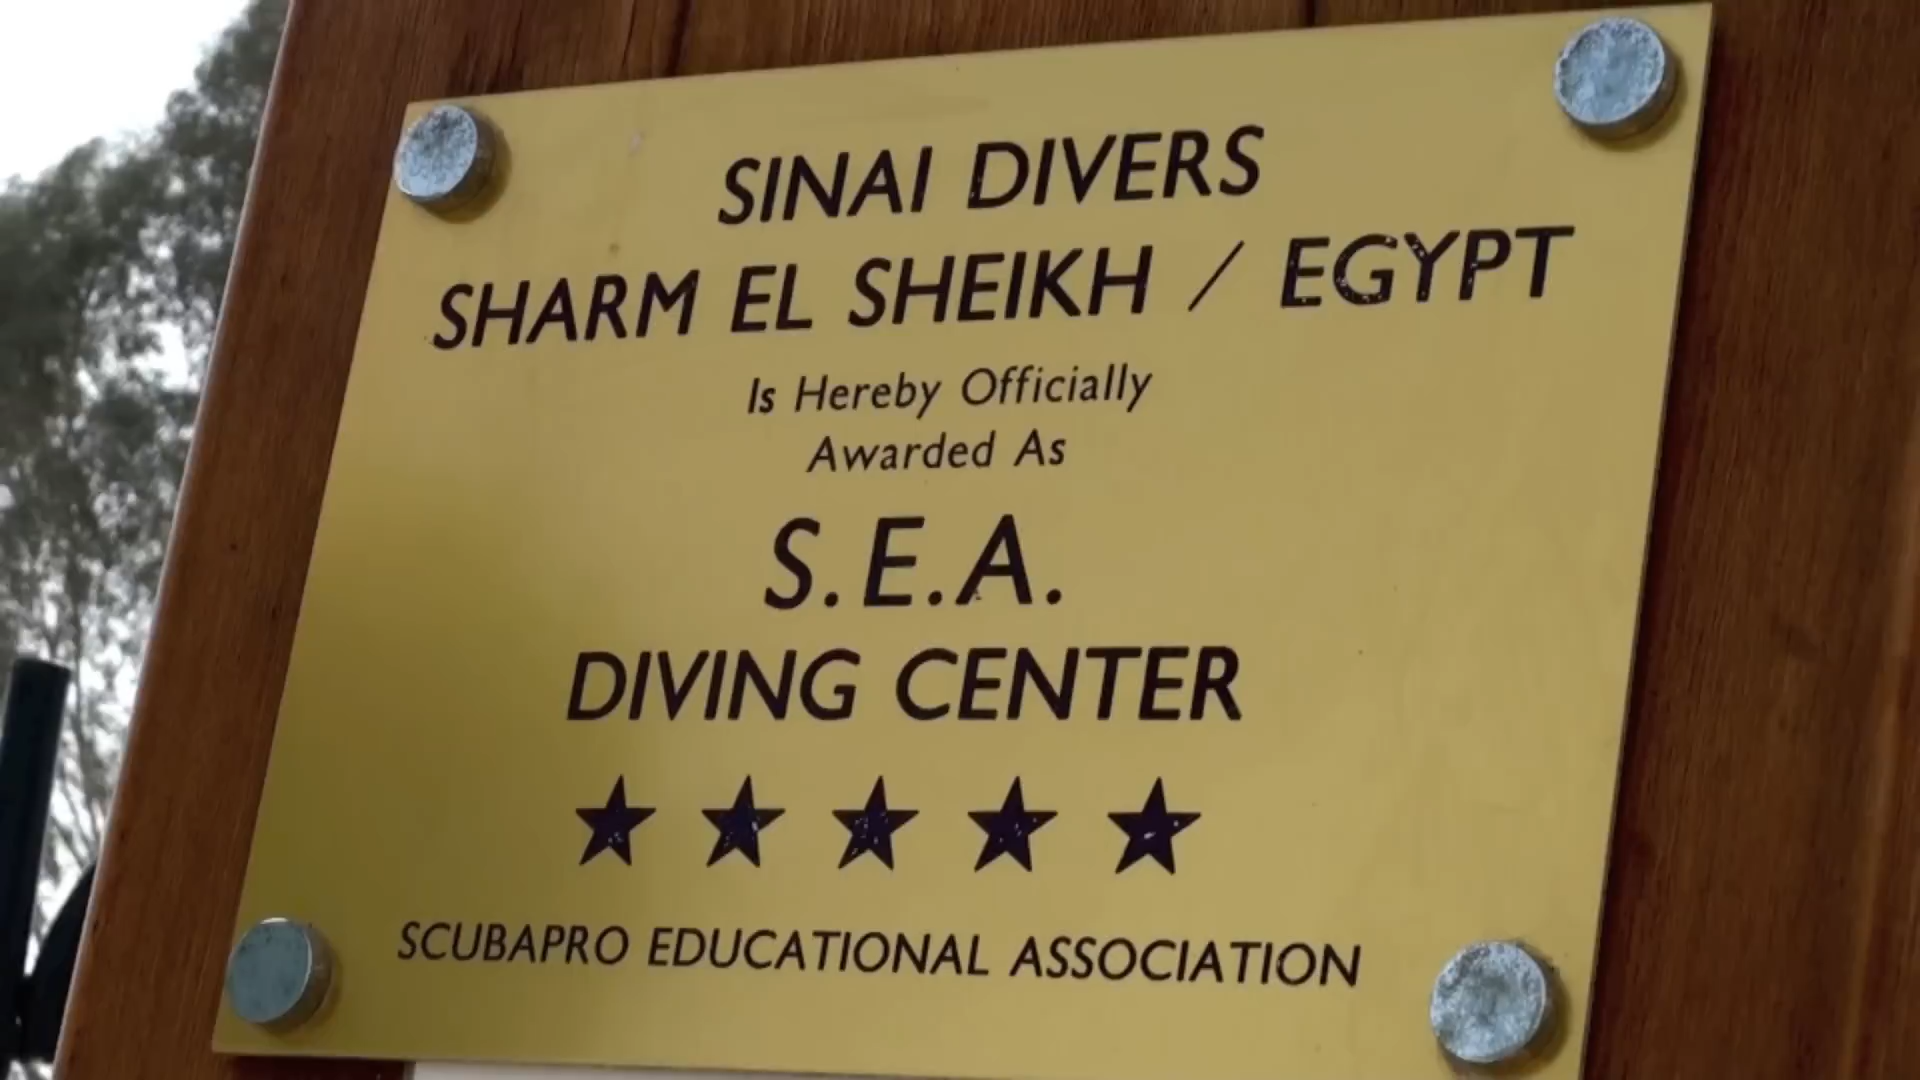 SINAI DIVERS
SHARM EL SHEIKH / EGYPT
Is Hereby Officially
Awarded As
S.E.A.
DIVING CENTER
★ ★ ★ ★ ★
SCUBAPRO EDUCATIONAL ASSOCIATION